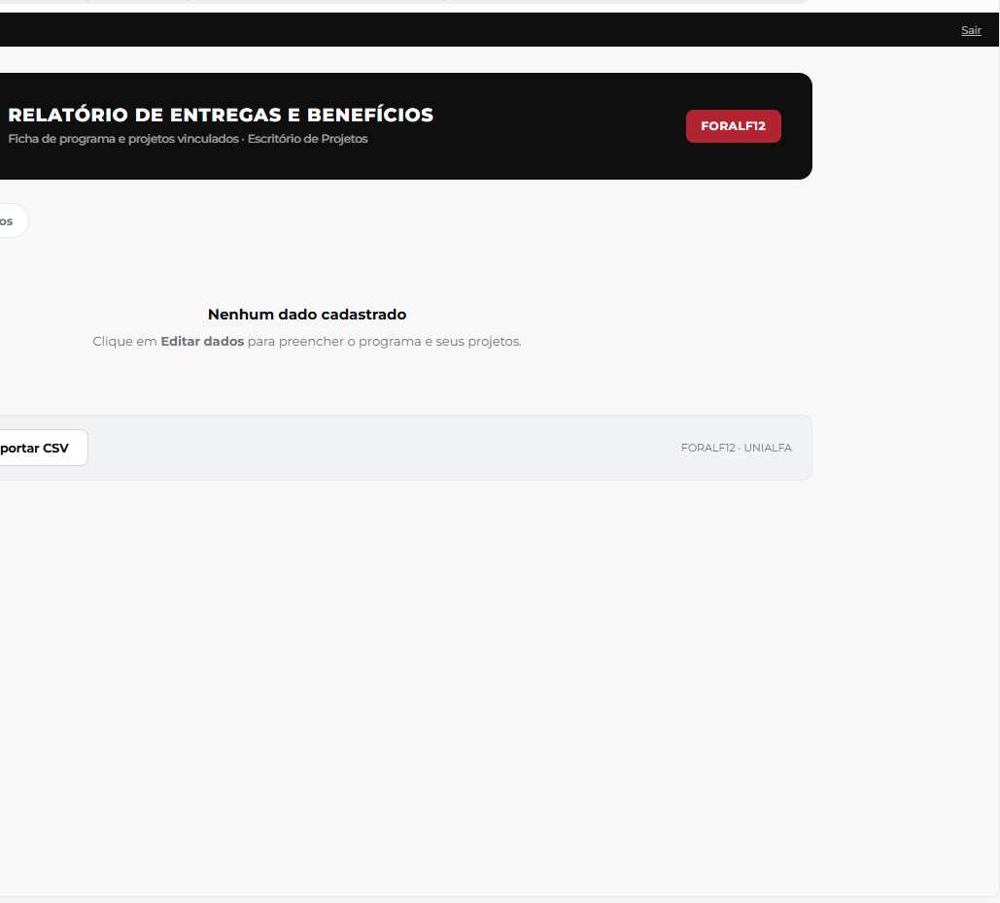 Sair
RELATÓRIO DE ENTREGAS E BENEFÍCIOS
Ficha de programa e projetos vinculados · Escritório de Projetos
FORALF12
os
Nenhum dado cadastrado
Clique em Editar dados para preencher o programa e seus projetos.
portar CSV
FORALF12 · UNIALFA